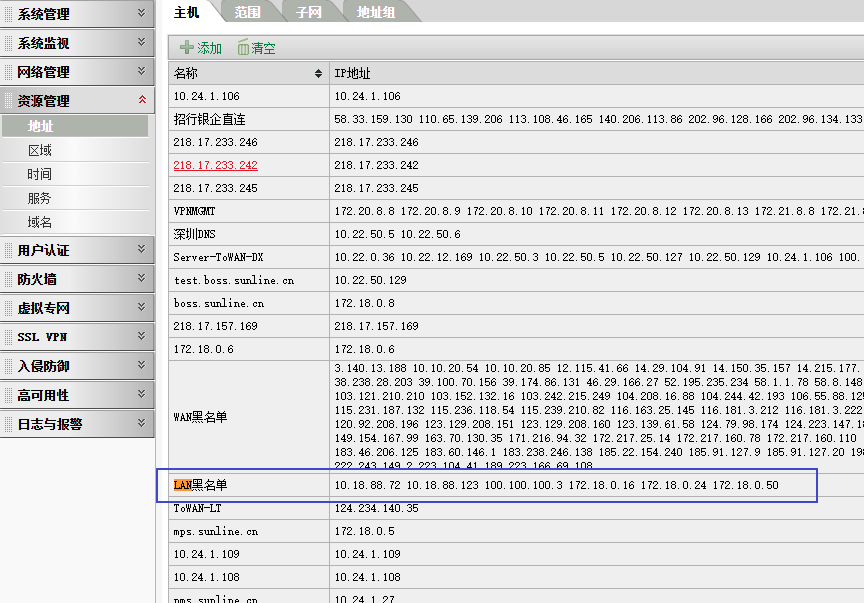 系统管理
系统监视
网络管理
资源管理
地址
区域
时间
服务
域名
用户认证
防火墙
虚拟专网
SSL VPN
入侵防御
高可用性
日志与报警
主机 范围 子网 地址组
添加 清空
名称 IP地址
10.24.1.106 10.24.1.106
招行银企直连 58.33.159.130 110.65.139.206 113.108.46.165 140.206.113.86 202.96.128.166 202.96.134.133
218.17.233.246 218.17.233.246
218.17.233.242 218.17.233.242
218.17.233.245 218.17.233.245
VPNMGMT 172.20.8.8 172.20.8.9 172.20.8.10 172.20.8.11 172.20.8.12 172.20.8.13 172.21.8.8 172.21.8
深圳DNS 10.22.50.5 10.22.50.6
Server-ToWAN-DX 10.22.0.36 10.22.12.169 10.22.50.3 10.22.50.5 10.22.50.127 10.22.50.129 10.24.1.106 100.
test.boss.sunline.cn 10.22.50.129
boss.sunline.cn 172.18.0.8
218.17.157.169 218.17.157.169
172.18.0.6 172.18.0.6
WAN黑名单
3.140.13.188 10.10.20.54 10.10.20.85 12.115.41.66 14.29.104.91 14.150.35.157 14.215.177.
38.238.28.203 39.100.70.156 39.174.86.131 46.29.166.27 52.195.235.234 58.1.1.78 58.8.148
103.121.210.210 103.152.132.16 103.242.215.249 104.208.16.88 104.244.42.193 106.55.88.125
115.231.187.132 115.236.118.54 115.239.210.82 116.163.25.145 116.181.3.212 116.181.3.222
120.92.208.196 123.129.208.151 123.129.208.160 123.139.61.58 124.79.98.174 124.223.147.18
149.154.167.99 163.70.130.35 171.216.94.32 172.217.25.14 172.217.160.78 172.217.160.110
183.46.206.125 183.60.146.1 183.238.246.138 185.22.154.240 185.91.127.9 185.91.127.20 198
222.243.149.2 223.104.41.189 223.166.69.108
LAN黑名单 10.18.88.72 10.18.88.123 100.100.100.3 172.18.0.16 172.18.0.24 172.18.0.50
ToWAN-LT 124.234.140.35
mps.sunline.cn 172.18.0.5
10.24.1.109 10.24.1.109
10.24.1.108 10.24.1.108
pms.sunline.cn 10.24.1.27